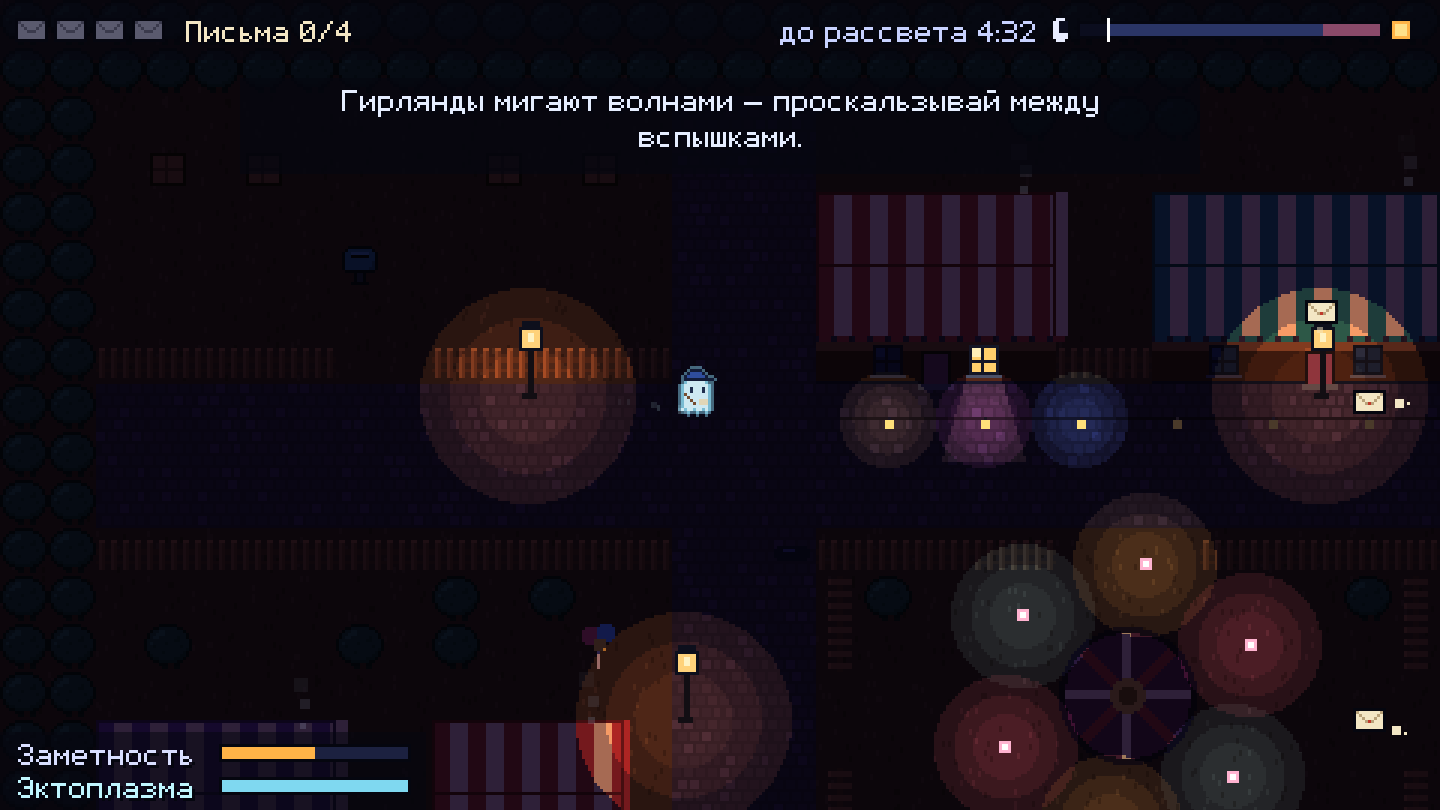 Письма 0/4
до рассвета 4:32
Гирлянды мигают волнами – проскальзывай между
вспышками.
Заметность
Эктоплазма